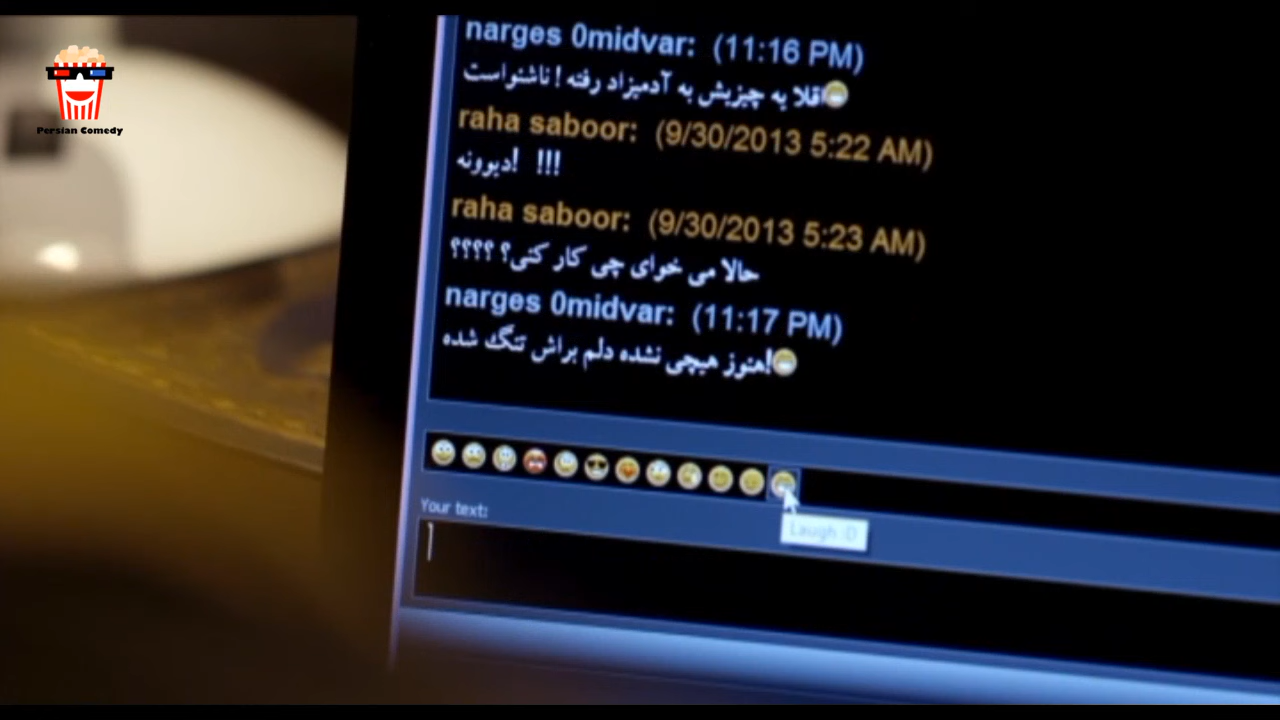 Persian Comedy
narges 0midvar: (11:16 PM)
اقلا یه چیزیش به آدمیزاد رفته ! ناشنواست
raha saboor: (9/30/2013 5:22 AM)
!!! دیوونه!
raha saboor: (9/30/2013 5:23 AM)
حالا می خوای چی کار کنی؟ ؟؟؟؟
narges 0midvar: (11:17 PM)
هنوز هیچی نشده دلم براش تنگ شده!
Your text:
Laugh :D